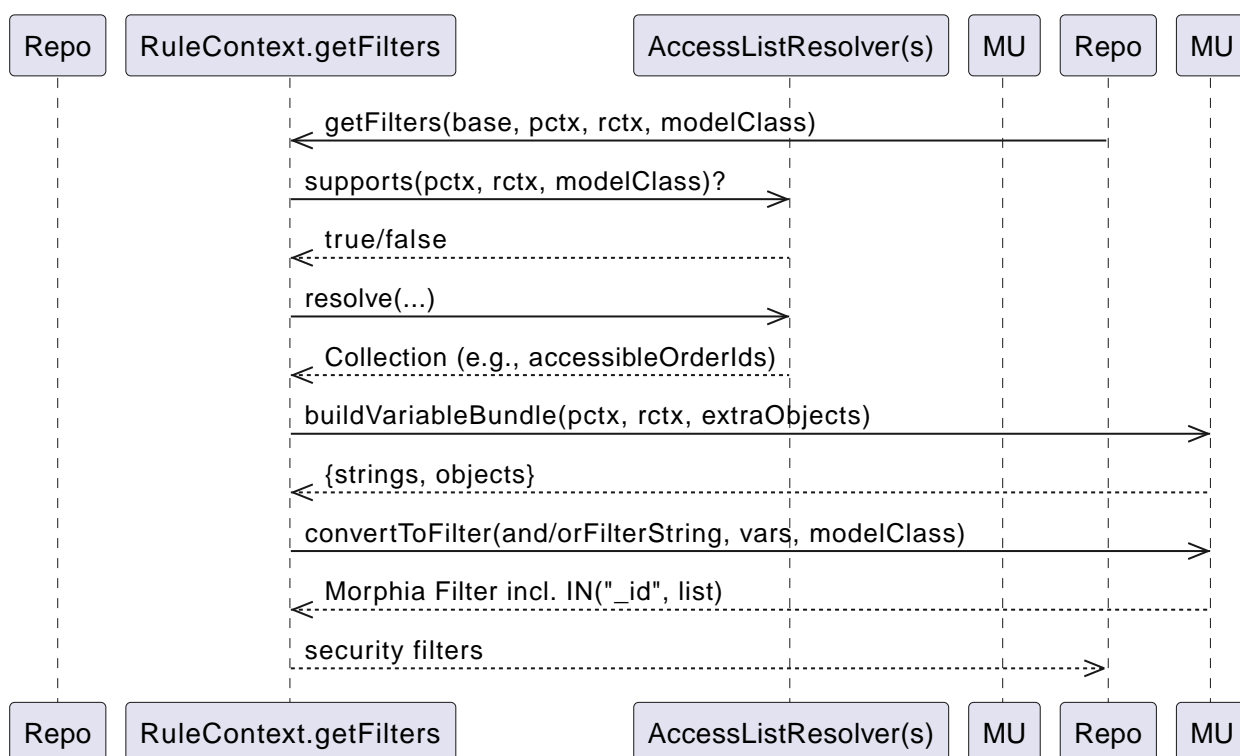 Repo
RuleContext.getFilters
AccessListResolver(s)
MU
Repo
MU
getFilters(base, pctx, rctx, modelClass)
supports(pctx, rctx, modelClass)?
true/false
resolve(...)
Collection (e.g., accessibleOrderIds)
buildVariableBundle(pctx, rctx, extraObjects)
{strings, objects}
convertToFilter(and/orFilterString, vars, modelClass)
Morphia Filter incl. IN("_id", list)
security filters
Repo
RuleContext.getFilters
AccessListResolver(s)
MU
Repo
MU